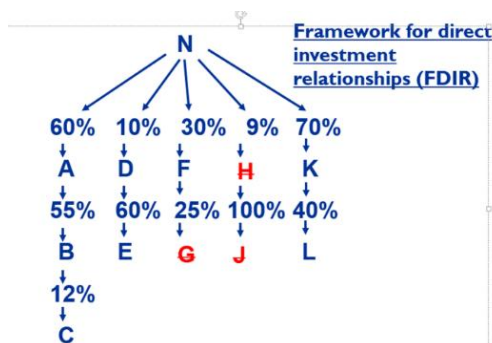 Framework for direct
investment
relationships (FDIR)
N
60% 10% 30% 9% 70%
A D F H K
55% 60% 25% 100% 40%
B E G J L
12%
C